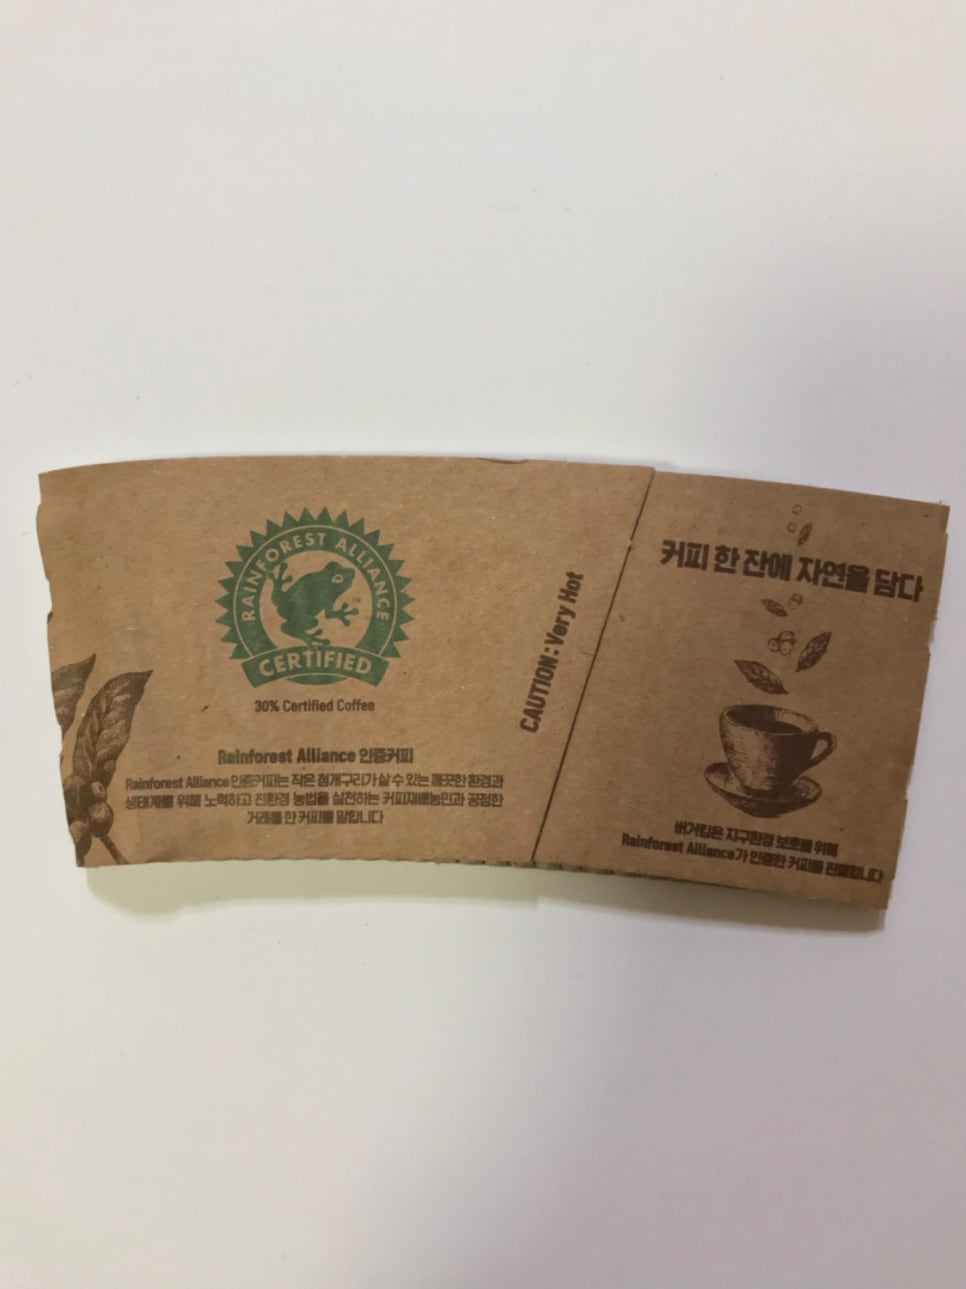 RAINFOREST ALLIANCE
TM
CERTIFIED
30% Certified Coffee
Rainforest Alliance 인증커피
Rainforest Alliance 인증커피는 작은 청개구리가 살 수 있는 깨끗한 환경과
생태계를 위해 노력하고 친환경 농법을 실천하는 커피재배농민과 공정한
거래를 한 커피를 말합니다
CAUTION : Very Hot
커피 한 잔에 자연을 담다
버거킹은 지구환경 보호를 위해
Rainforest Alliance가 인증한 커피를 판매합니다